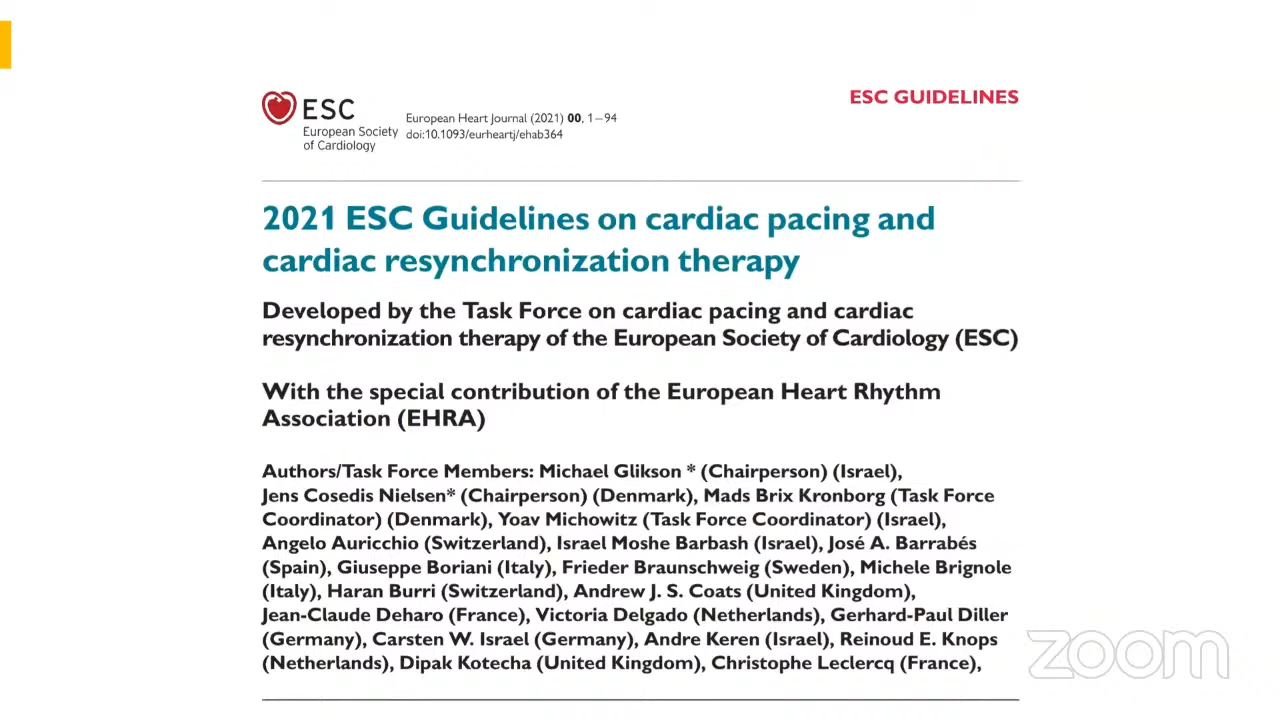 ESC
European Society
of Cardiology
European Heart Journal (2021) 00, 1–94
doi:10.1093/eurheartj/ehab364
ESC GUIDELINES
2021 ESC Guidelines on cardiac pacing and
cardiac resynchronization therapy
Developed by the Task Force on cardiac pacing and cardiac
resynchronization therapy of the European Society of Cardiology (ESC)
With the special contribution of the European Heart Rhythm
Association (EHRA)
Authors/Task Force Members: Michael Glikson * (Chairperson) (Israel),
Jens Cosedis Nielsen* (Chairperson) (Denmark), Mads Brix Kronborg (Task Force
Coordinator) (Denmark), Yoav Michowitz (Task Force Coordinator) (Israel),
Angelo Auricchio (Switzerland), Israel Moshe Barbash (Israel), José A. Barrabés
(Spain), Giuseppe Boriani (Italy), Frieder Braunschweig (Sweden), Michele Brignole
(Italy), Haran Burri (Switzerland), Andrew J. S. Coats (United Kingdom),
Jean-Claude Deharo (France), Victoria Delgado (Netherlands), Gerhard-Paul Diller
(Germany), Carsten W. Israel (Germany), Andre Keren (Israel), Reinoud E. Knops
(Netherlands), Dipak Kotecha (United Kingdom), Christophe Leclercq (France),
zoom